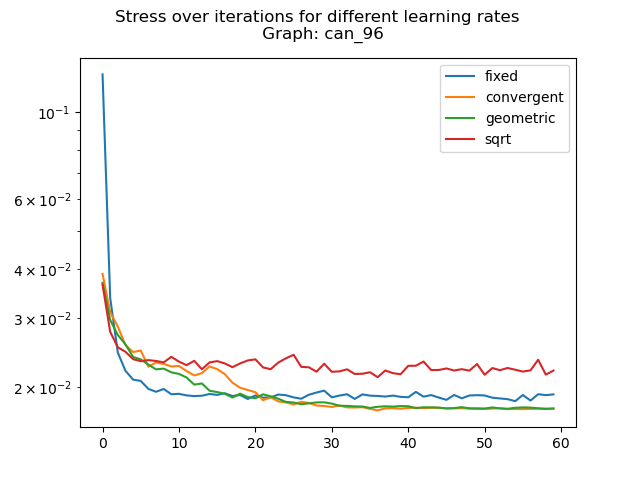 Stress over iterations for different learning rates
Graph: can_96
fixed
convergent
geometric
sqrt
10⁻¹
6 × 10⁻²
4 × 10⁻²
3 × 10⁻²
2 × 10⁻²
0 10 20 30 40 50 60